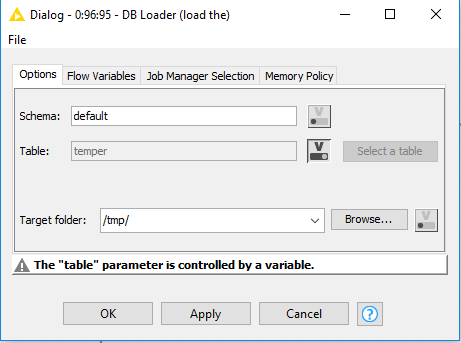 Dialog - 0:96:95 - DB Loader (load the)
File
Options Flow Variables Job Manager Selection Memory Policy
Schema: default V
Table: temper V Select a table
Target folder: /tmp/ Browse... V
The "table" parameter is controlled by a variable.
OK Apply Cancel ?